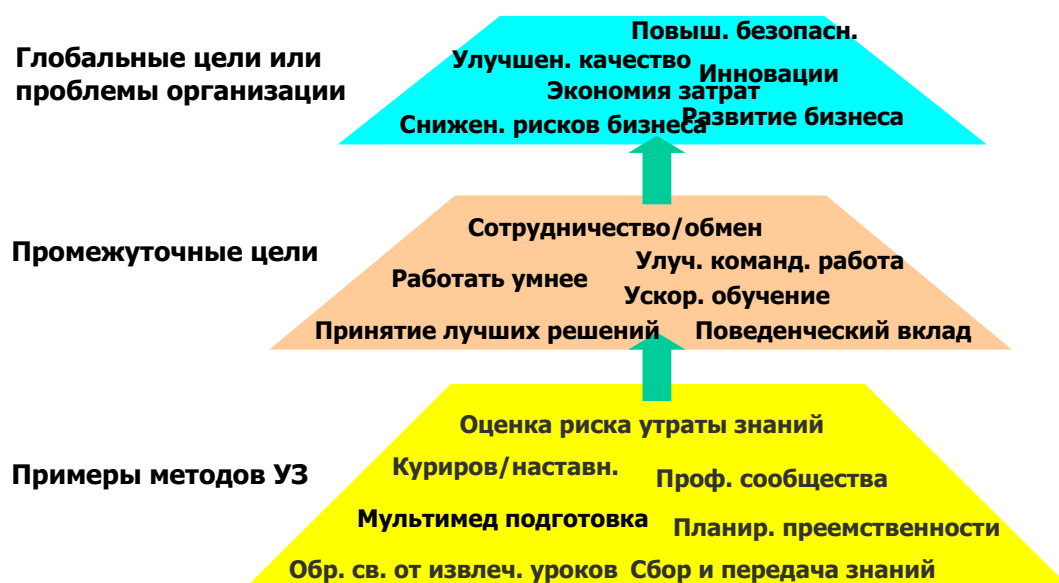 Глобальные цели или
проблемы организации
Повыш. безопасн.
Улучшен. качество
Инновации
Экономия затрат
Развитие бизнеса
Снижен. рисков бизнеса
Промежуточные цели
Сотрудничество/обмен
Улуч. команд. работа
Работать умнее
Ускор. обучение
Принятие лучших решений
Поведенческий вклад
Примеры методов УЗ
Оценка риска утраты знаний
Куриров/наставн.
Проф. сообщества
Мультимед подготовка
Планир. преемственности
Обр. св. от извлеч. уроков
Сбор и передача знаний